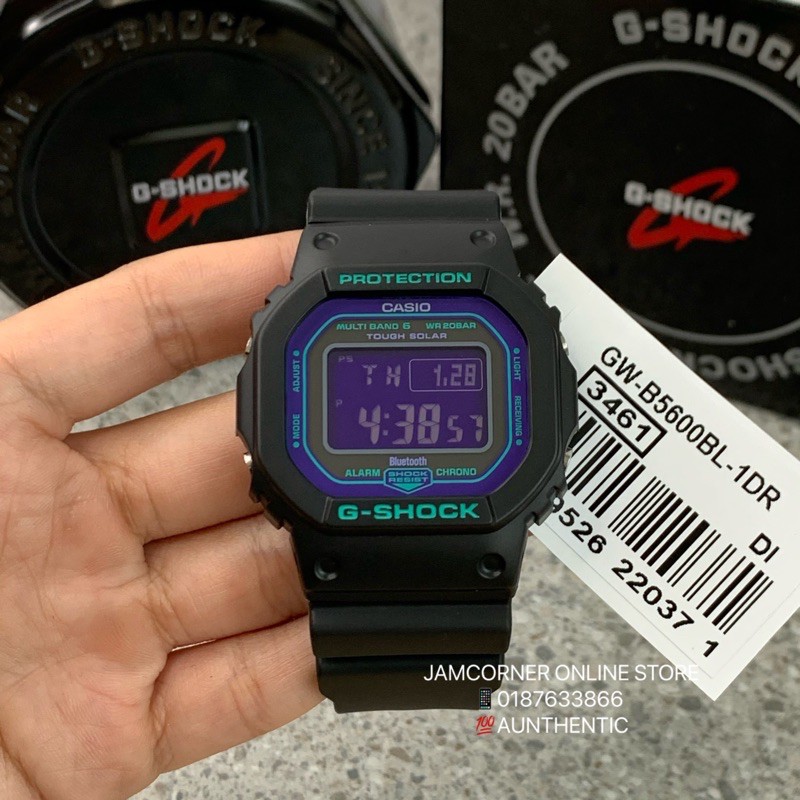 G-SHOCK
SINCE
G-SHOCK
G-SHOCK
W.R. 20BAR
G-SHOCK
PROTECTION
CASIO
MULTI BAND 6 WR20BAR
TOUGH SOLAR
ADJUST
LIGHT
MODE
RECEIVING
PS
TH 1.28
P
4:38 57
Bluetooth
ALARM CHRONO
SHOCK
RESIST
G-SHOCK
GW-B5600BL-1DR
3461
DI
526 22037 1
JAMCORNER ONLINE STORE
📱0187633866
💯AUNTHENTIC